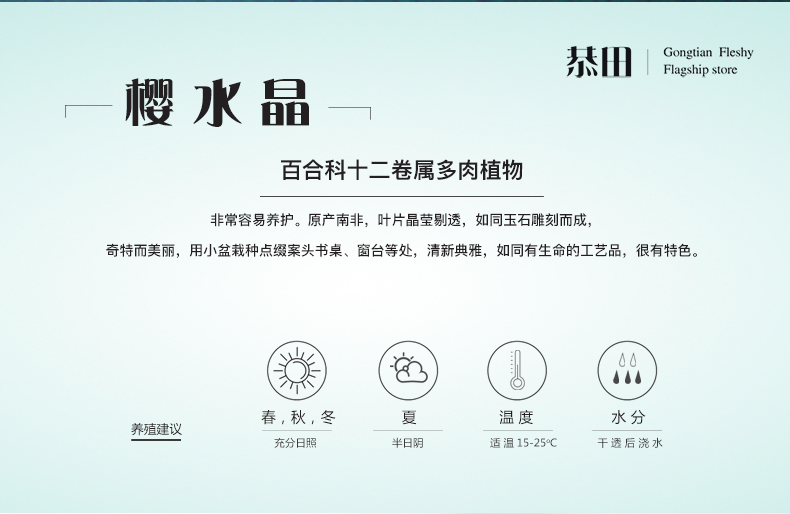 恭田
Gongtian Fleshy
Flagship store
樱水晶
百合科十二卷属多肉植物
非常容易养护。原产南非，叶片晶莹剔透，如同玉石雕刻而成，
奇特而美丽，用小盆栽种点缀案头书桌、窗台等处，清新典雅，如同有生命的工艺品，很有特色。
养殖建议
春，秋，冬
充分日照
夏
半日阴
温度
适温15-25℃
水分
干透后浇水